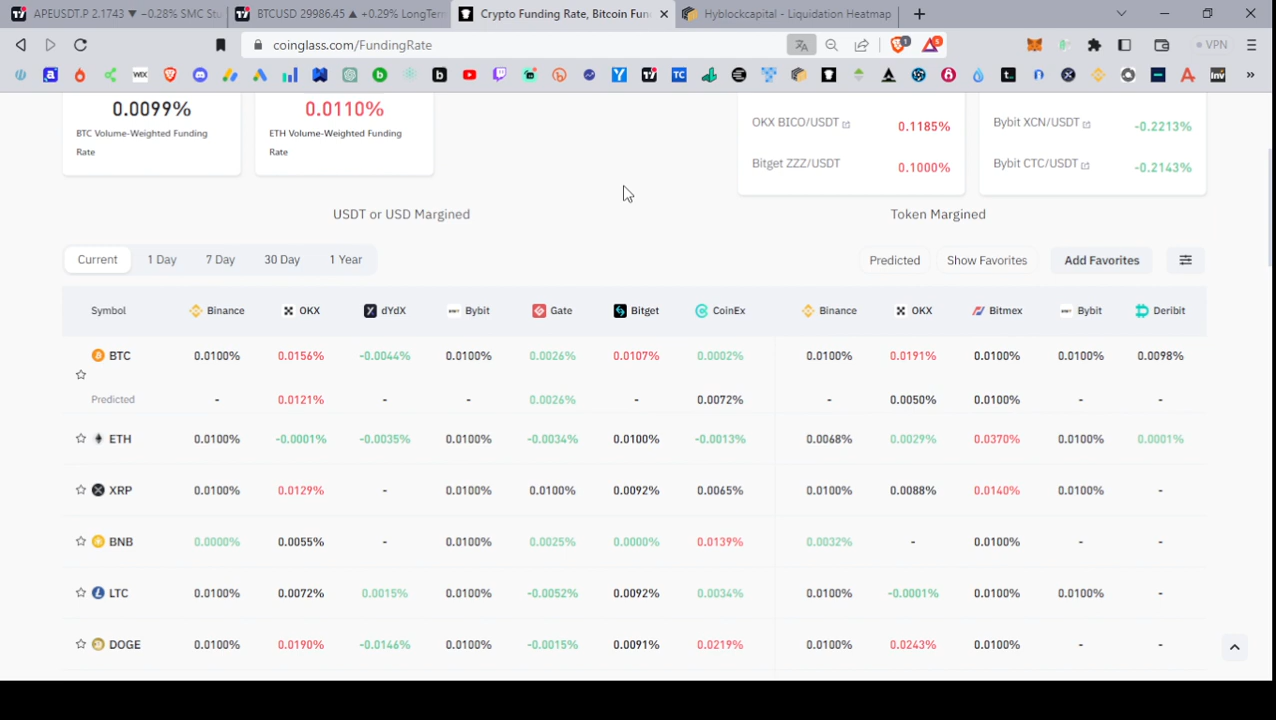 APEUSDT.P 2.1743 ▼ −0.28% SMC Stu
BTCUSD 29986.45 ▲ +0.29% LongTer
Crypto Funding Rate, Bitcoin Fun
Hyblockcapital - Liquidation Heatmap
coinglass.com/FundingRate
1
5
VPN
WiX
TC
Inv
0.0099%
BTC Volume-Weighted Funding
Rate
0.0110%
ETH Volume-Weighted Funding
Rate
OKX BICO/USDT 0.1185%
Bitget ZZZ/USDT 0.1000%
Bybit XCN/USDT -0.2213%
Bybit CTC/USDT -0.2143%
USDT or USD Margined
Token Margined
Current 1 Day 7 Day 30 Day 1 Year
Predicted Show Favorites Add Favorites
Symbol Binance OKX dYdX Bybit Gate Bitget CoinEx Binance OKX Bitmex Bybit Deribit
BTC 0.0100% 0.0156% -0.0044% 0.0100% 0.0026% 0.0107% 0.0002% 0.0100% 0.0191% 0.0100% 0.0100% 0.0098%
Predicted - 0.0121% - - 0.0026% - 0.0072% - 0.0050% 0.0100% - -
ETH 0.0100% -0.0001% -0.0035% 0.0100% -0.0034% 0.0100% -0.0013% 0.0068% 0.0029% 0.0370% 0.0100% 0.0001%
XRP 0.0100% 0.0129% - 0.0100% 0.0100% 0.0092% 0.0065% 0.0100% 0.0088% 0.0140% 0.0100% -
BNB 0.0000% 0.0055% - 0.0100% 0.0025% 0.0000% 0.0139% 0.0032% - 0.0100% - -
LTC 0.0100% 0.0072% 0.0015% 0.0100% -0.0052% 0.0092% 0.0034% 0.0100% -0.0001% 0.0100% 0.0100% -
DOGE 0.0100% 0.0190% -0.0146% 0.0100% -0.0015% 0.0091% 0.0219% 0.0100% 0.0243% 0.0100% - -